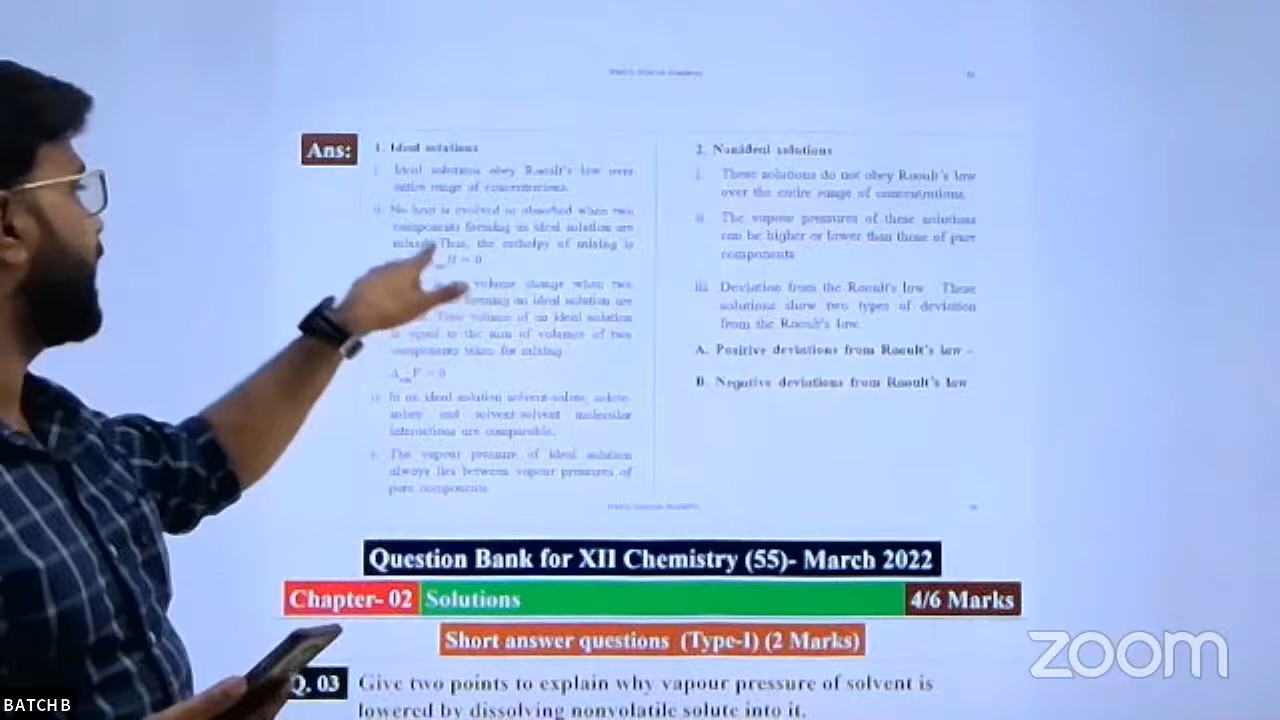 Ans:
1. Ideal solutions
i. Ideal solutions obey Raoult's law over
entire range of concentrations.
ii. No heat is evolved or absorbed when two
components forming an ideal solution are
mixed. Thus, the enthalpy of mixing is
H = 0
volume change when two
forming an ideal solution are
volume of an ideal solution
is equal to the sum of volumes of two
components taken for mixing
Δ V = 0
iv. In an ideal solution solvent-solute, solute-
solute and solvent-solvent molecular
interactions are comparable.
v. The vapour pressure of ideal solution
always lies between vapour pressures of
pure components
2. Nonideal solutions
i. These solutions do not obey Raoult's law
over the entire range of concentrations.
ii. The vapour pressures of these solutions
can be higher or lower than those of pure
components
iii. Deviation from the Raoult's law These
solutions show two types of deviation
from the Raoult's law
A. Positive deviations from Raoult's law -
B. Negative deviations from Raoult's law
Question Bank for XII Chemistry (55)- March 2022
Chapter- 02 Solutions 4/6 Marks
Short answer questions (Type-I) (2 Marks)
Q. 03 Give two points to explain why vapour pressure of solvent is
lowered by dissolving nonvolatile solute into it.
zoom
BATCH B